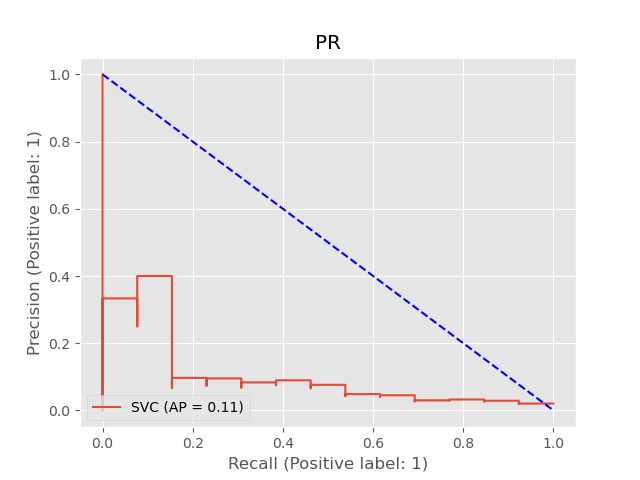 PR
Precision (Positive label: 1)
1.0
0.8
0.6
0.4
0.2
0.0
SVC (AP = 0.11)
0.0 0.2 0.4 0.6 0.8 1.0
Recall (Positive label: 1)